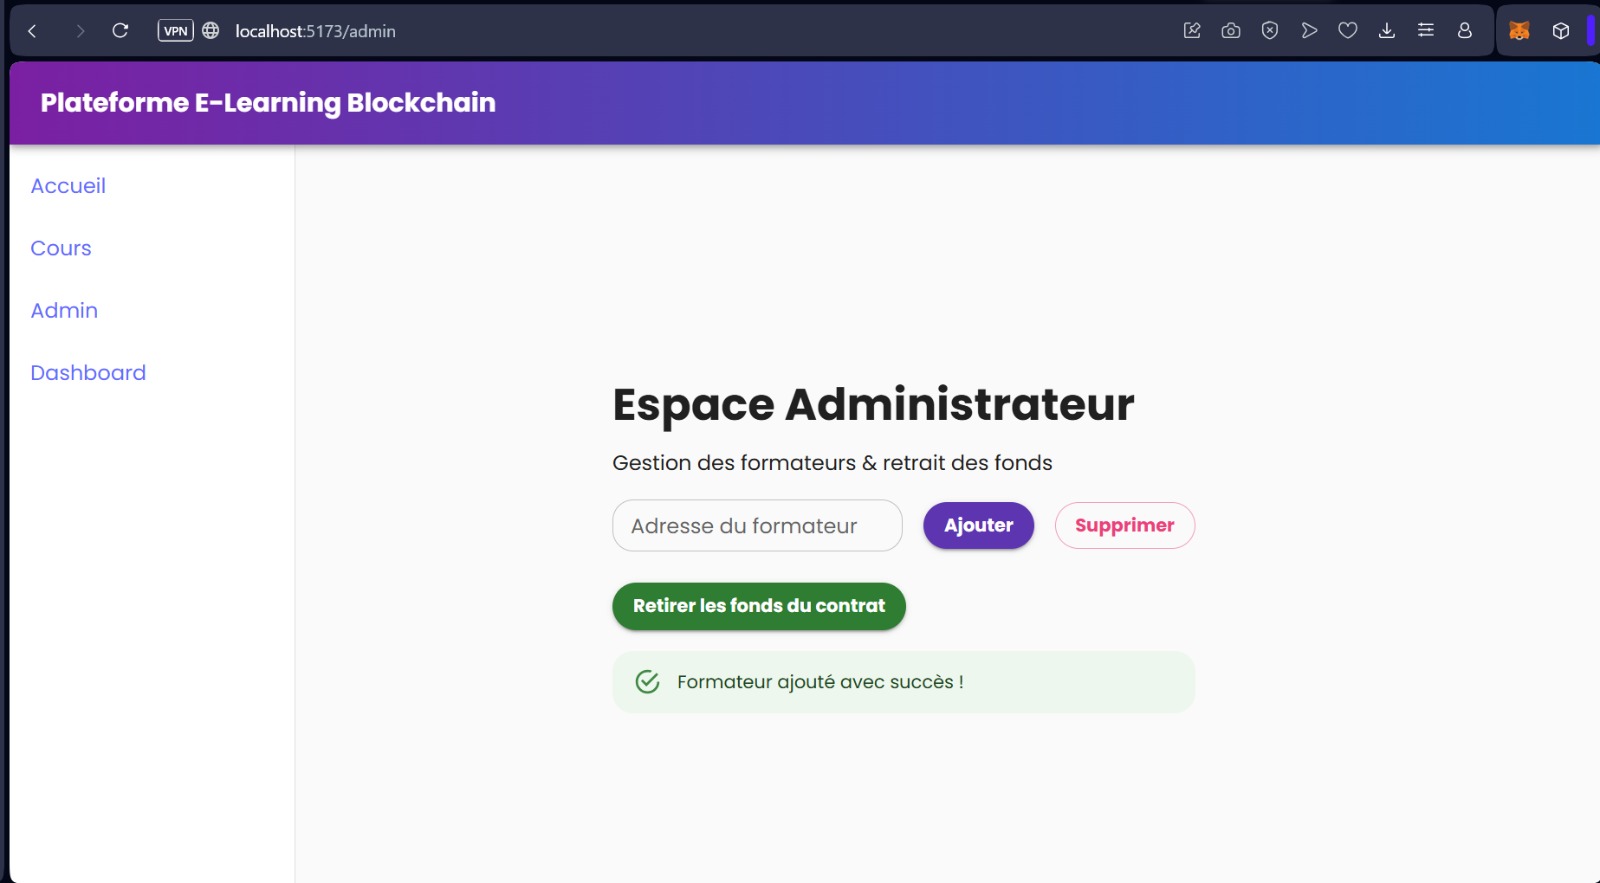 VPN
localhost:5173/admin
Plateforme E-Learning Blockchain
Accueil
Cours
Admin
Dashboard
Espace Administrateur
Gestion des formateurs & retrait des fonds
Adresse du formateur
Ajouter
Supprimer
Retirer les fonds du contrat
Formateur ajouté avec succès !